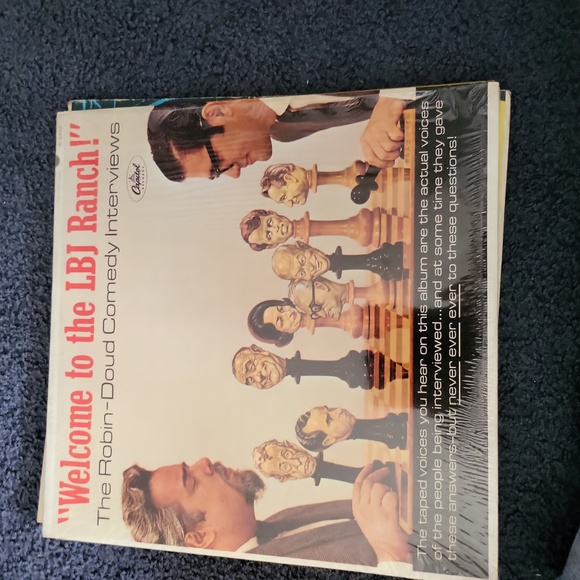 "Welcome to the LBJ Ranch!"
The Robin-Doud Comedy Interviews
Capitol
RECORDS
The taped voices you hear on this album are the actual voices
of the people being interviewed...and at some time they gave
these answers—but never ever ever to these questions!